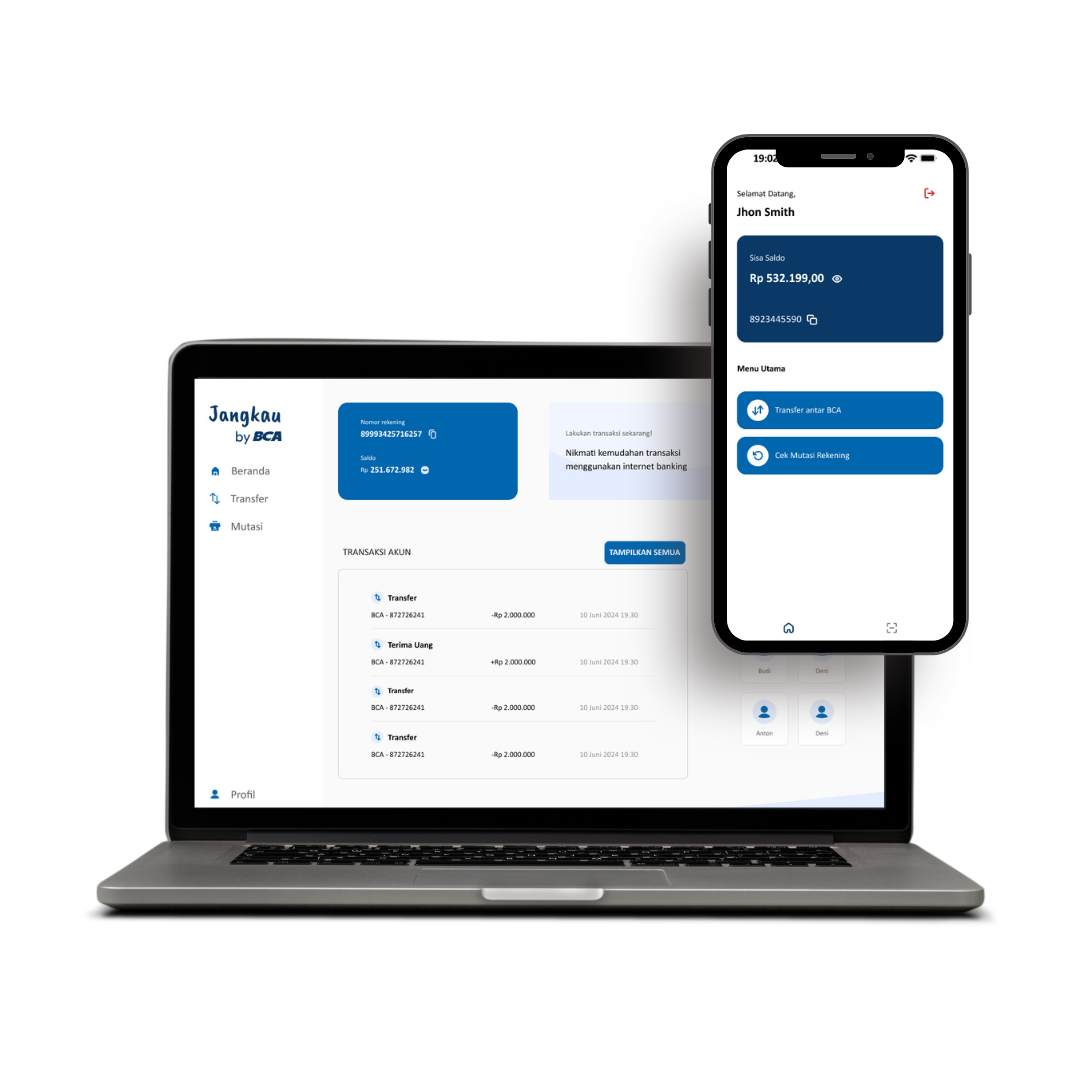 Jangkau
by BCA
Beranda
Transfer
Mutasi
Profil
Nomor rekening
89993425716257
Saldo
Rp 251.672.982
Lakukan transaksi sekarang!
Nikmati kemudahan transaksi
menggunakan internet banking
TRANSAKSI AKUN
TAMPILKAN SEMUA
Transfer
BCA - 872726241 -Rp 2.000.000 10 Juni 2024 19.30
Terima Uang
BCA - 872726241 +Rp 2.000.000 10 Juni 2024 19.30
Transfer
BCA - 872726241 -Rp 2.000.000 10 Juni 2024 19.30
Transfer
BCA - 872726241 -Rp 2.000.000 10 Juni 2024 19.30
Budi Deni
Anton Deni
19:02
Selamat Datang,
Jhon Smith
Sisa Saldo
Rp 532.199,00
8923445590
Menu Utama
Transfer antar BCA
Cek Mutasi Rekening